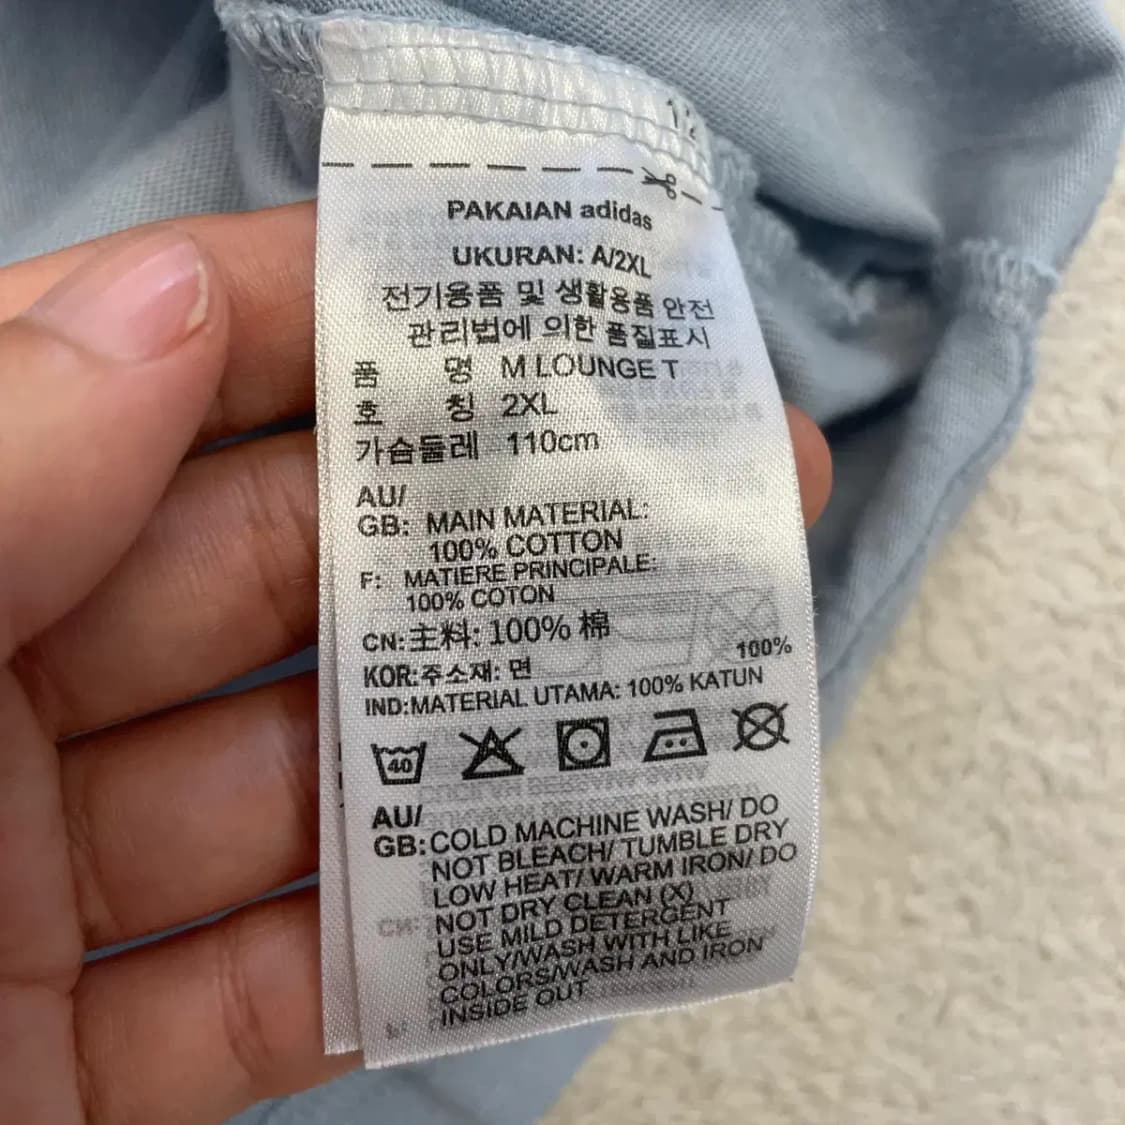 12
PAKAIAN adidas
UKURAN: A/2XL
전기용품 및 생활용품 안전
관리법에 의한 품질표시
품 명 M LOUNGE T
호 칭 2XL
가슴둘레 110cm
AU/
GB: MAIN MATERIAL:
100% COTTON
F: MATIERE PRINCIPALE:
100% COTON
CN:主料: 100% 棉
KOR:주소재: 면 100%
IND:MATERIAL UTAMA: 100% KATUN
40
AU/
GB:COLD MACHINE WASH/ DO
NOT BLEACH/ TUMBLE DRY
LOW HEAT/ WARM IRON/ DO
NOT DRY CLEAN (X)
USE MILD DETERGENT
ONLY/WASH WITH LIKE
COLORS/WASH AND IRON
INSIDE OUT